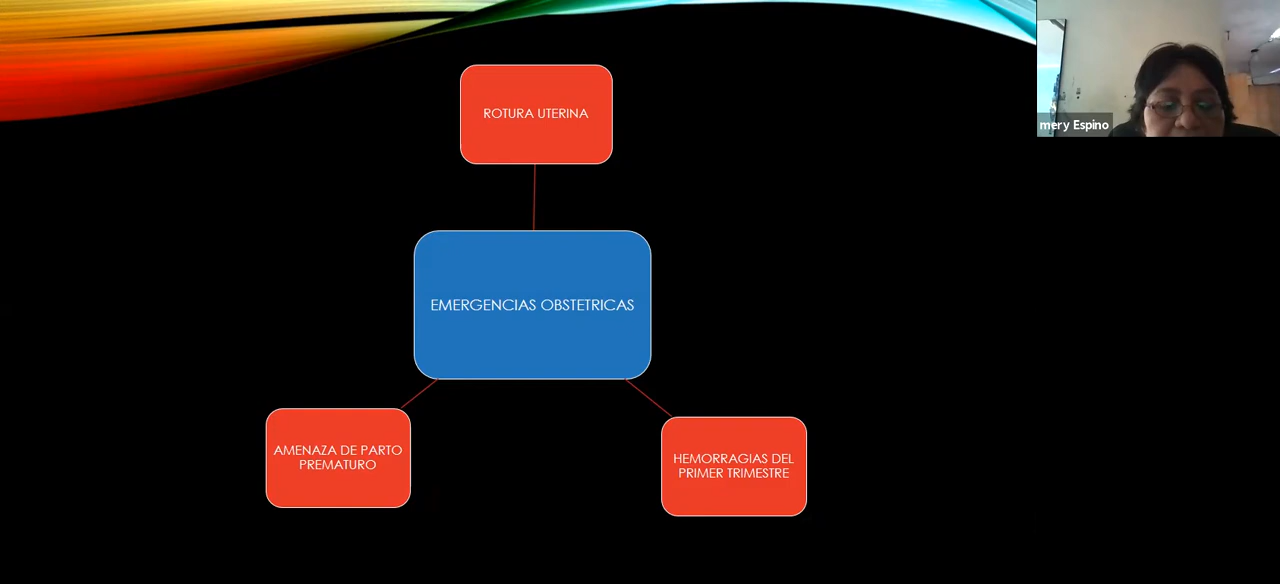 ROTURA UTERINA
mery Espino
EMERGENCIAS OBSTETRICAS
AMENAZA DE PARTO
PREMATURO
HEMORRAGIAS DEL
PRIMER TRIMESTRE